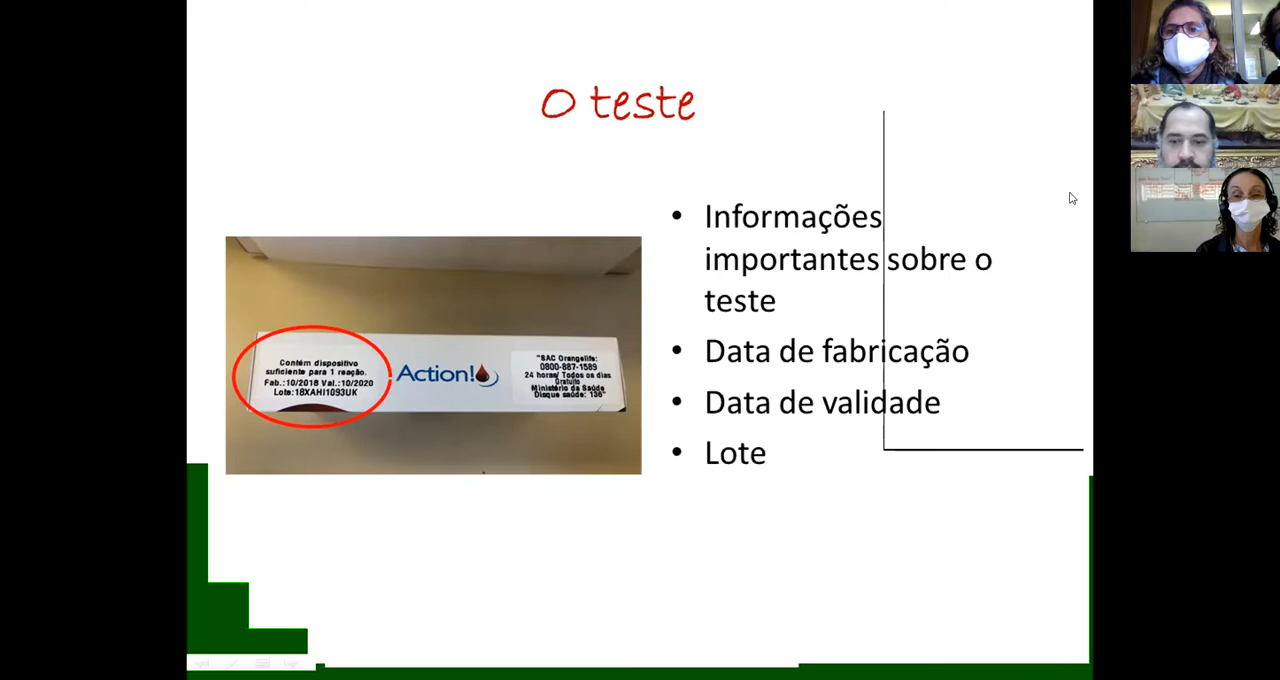 O teste
Contém dispositivo
suficiente para 1 reação.
Fab.:10/2018 Val.:10/2020
Lote:18XAHI1093UK
Action!
"SAC Orangelife:
0800-887-1589
24 horas/ Todos os dias
Gratuito
Ministério da Saúde
Disque saúde: 136"
• Informações
importantes sobre o
teste
• Data de fabricação
• Data de validade
• Lote